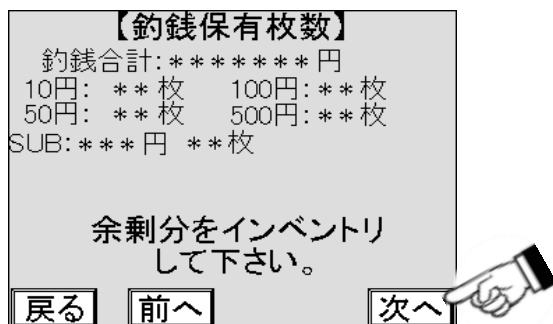 【釣銭保有枚数】
釣銭合計:*******円
10円: **枚 100円:**枚
50円: **枚 500円:**枚
SUB:***円 **枚
余剰分をインベントリ
して下さい。
戻る 前へ 次へ